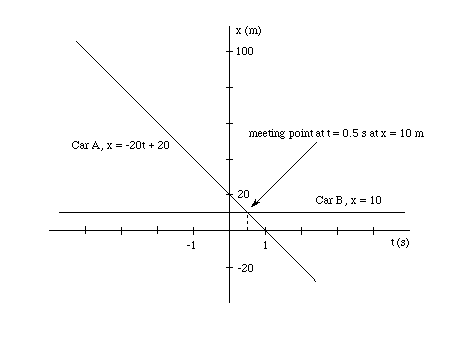 x (m)
100
meeting point at t = 0.5 s at x = 10 m
Car A, x = -20t + 20
20
Car B , x = 10
-1
1
t (s)
-20